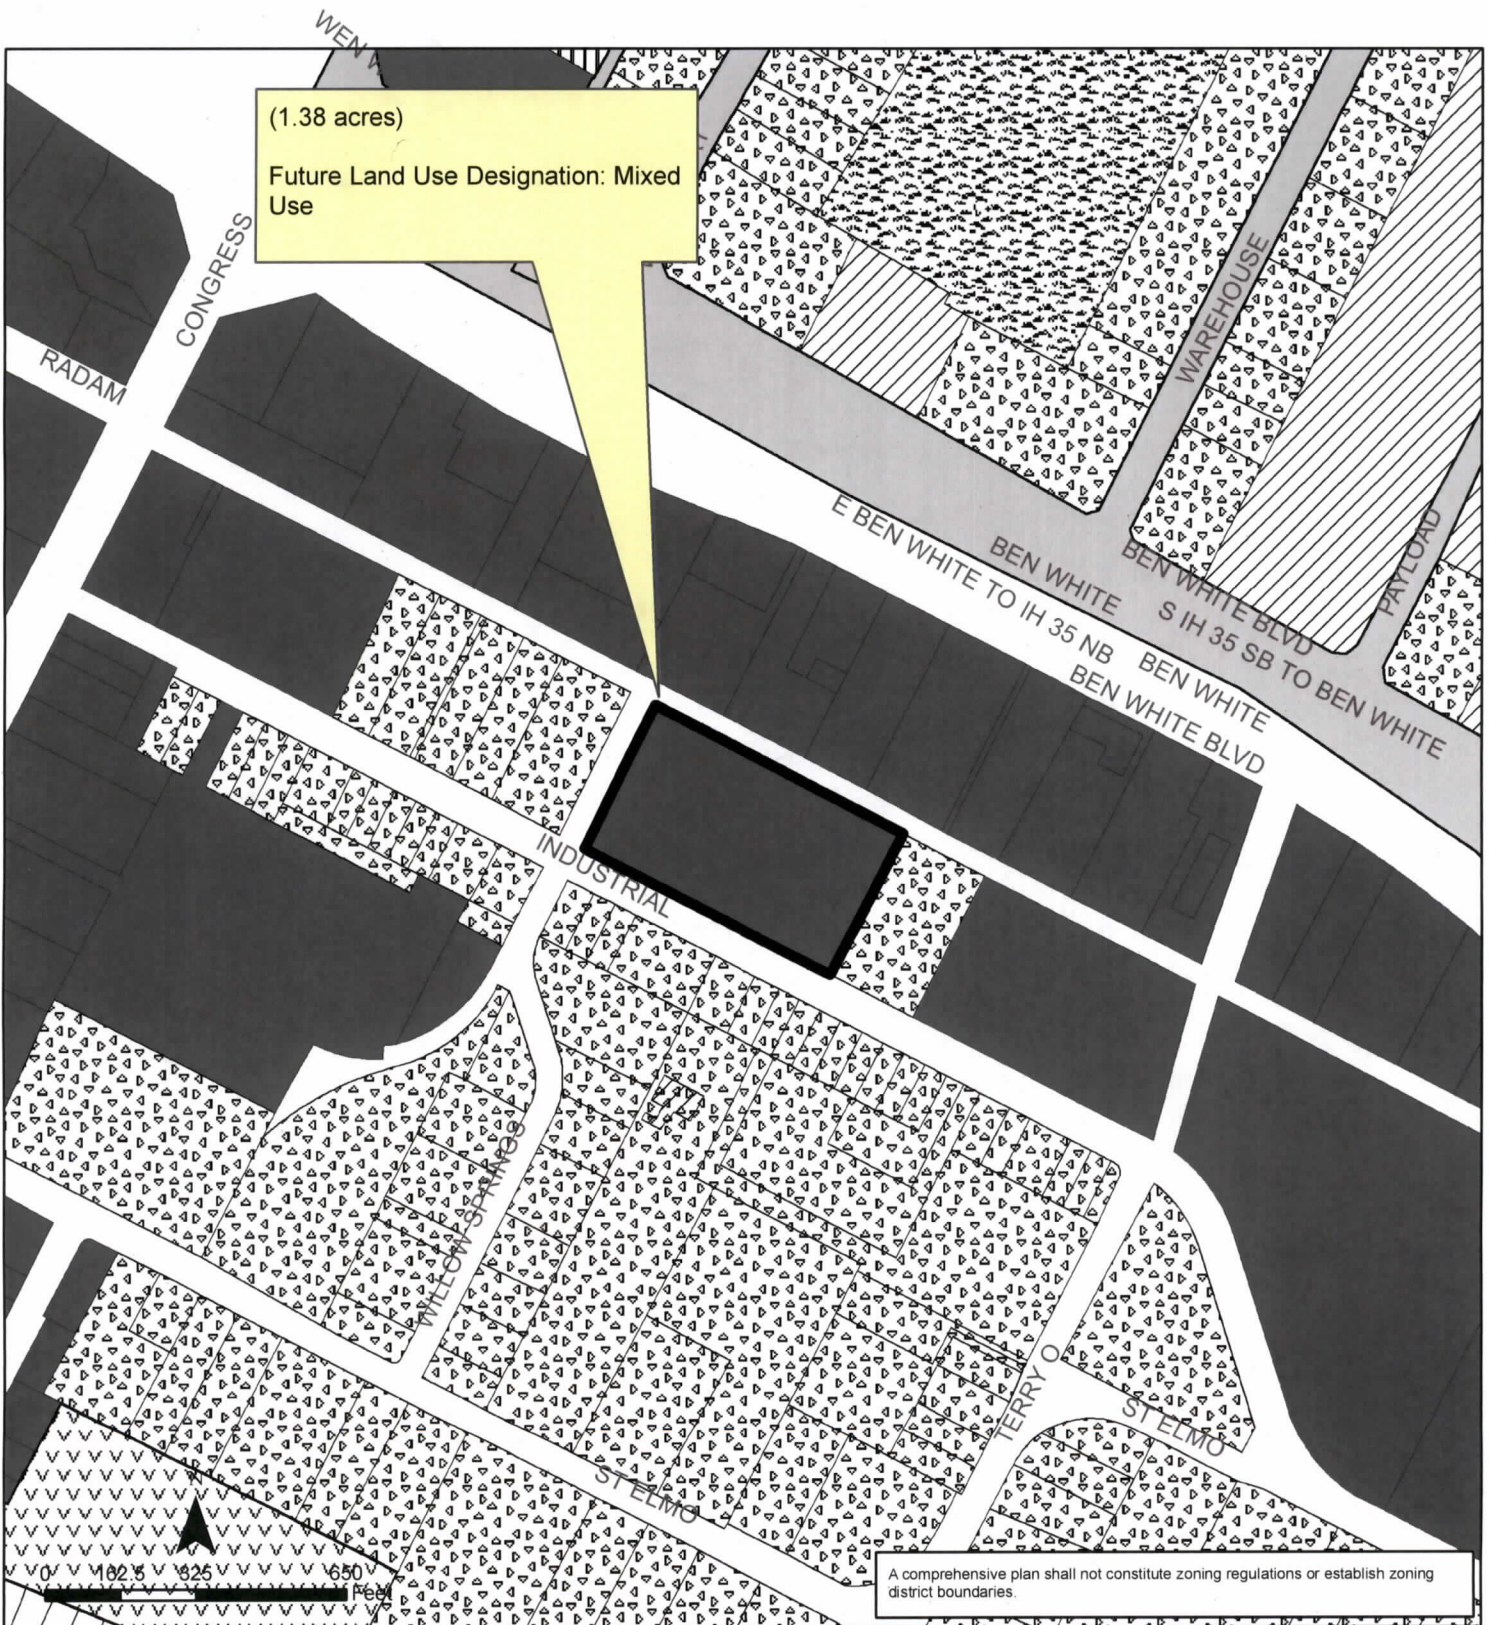 (1.38 acres)
Future Land Use Designation: Mixed
Use
CONGRESS
RADAM
WAREHOUSE
PAYLOAD
E BEN WHITE TO IH 35 NB
BEN WHITE
BEN WHITE BLVD
S IH 35 SB TO BEN WHITE
BEN WHITE
BEN WHITE BLVD
INDUSTRIAL
WILLOW SPRINGS
TERRY O
ST ELMO
ST ELMO
0 162.5 325 650
Feet
A comprehensive plan shall not constitute zoning regulations or establish zoning
district boundaries.